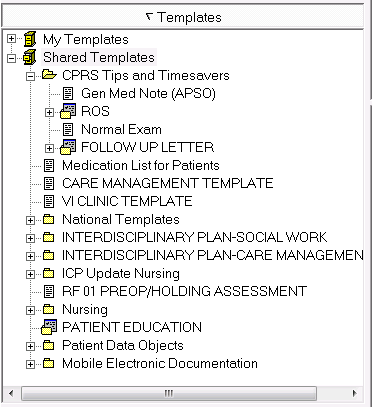 Templates
My Templates
Shared Templates
CPRS Tips and Timesavers
Gen Med Note (APSO)
ROS
Normal Exam
FOLLOW UP LETTER
Medication List for Patients
CARE MANAGEMENT TEMPLATE
VI CLINIC TEMPLATE
National Templates
INTERDISCIPLINARY PLAN-SOCIAL WORK
INTERDISCIPLINARY PLAN-CARE MANAGEMEN
ICP Update Nursing
RF 01 PREOP/HOLDING ASSESSMENT
Nursing
PATIENT EDUCATION
Patient Data Objects
Mobile Electronic Documentation